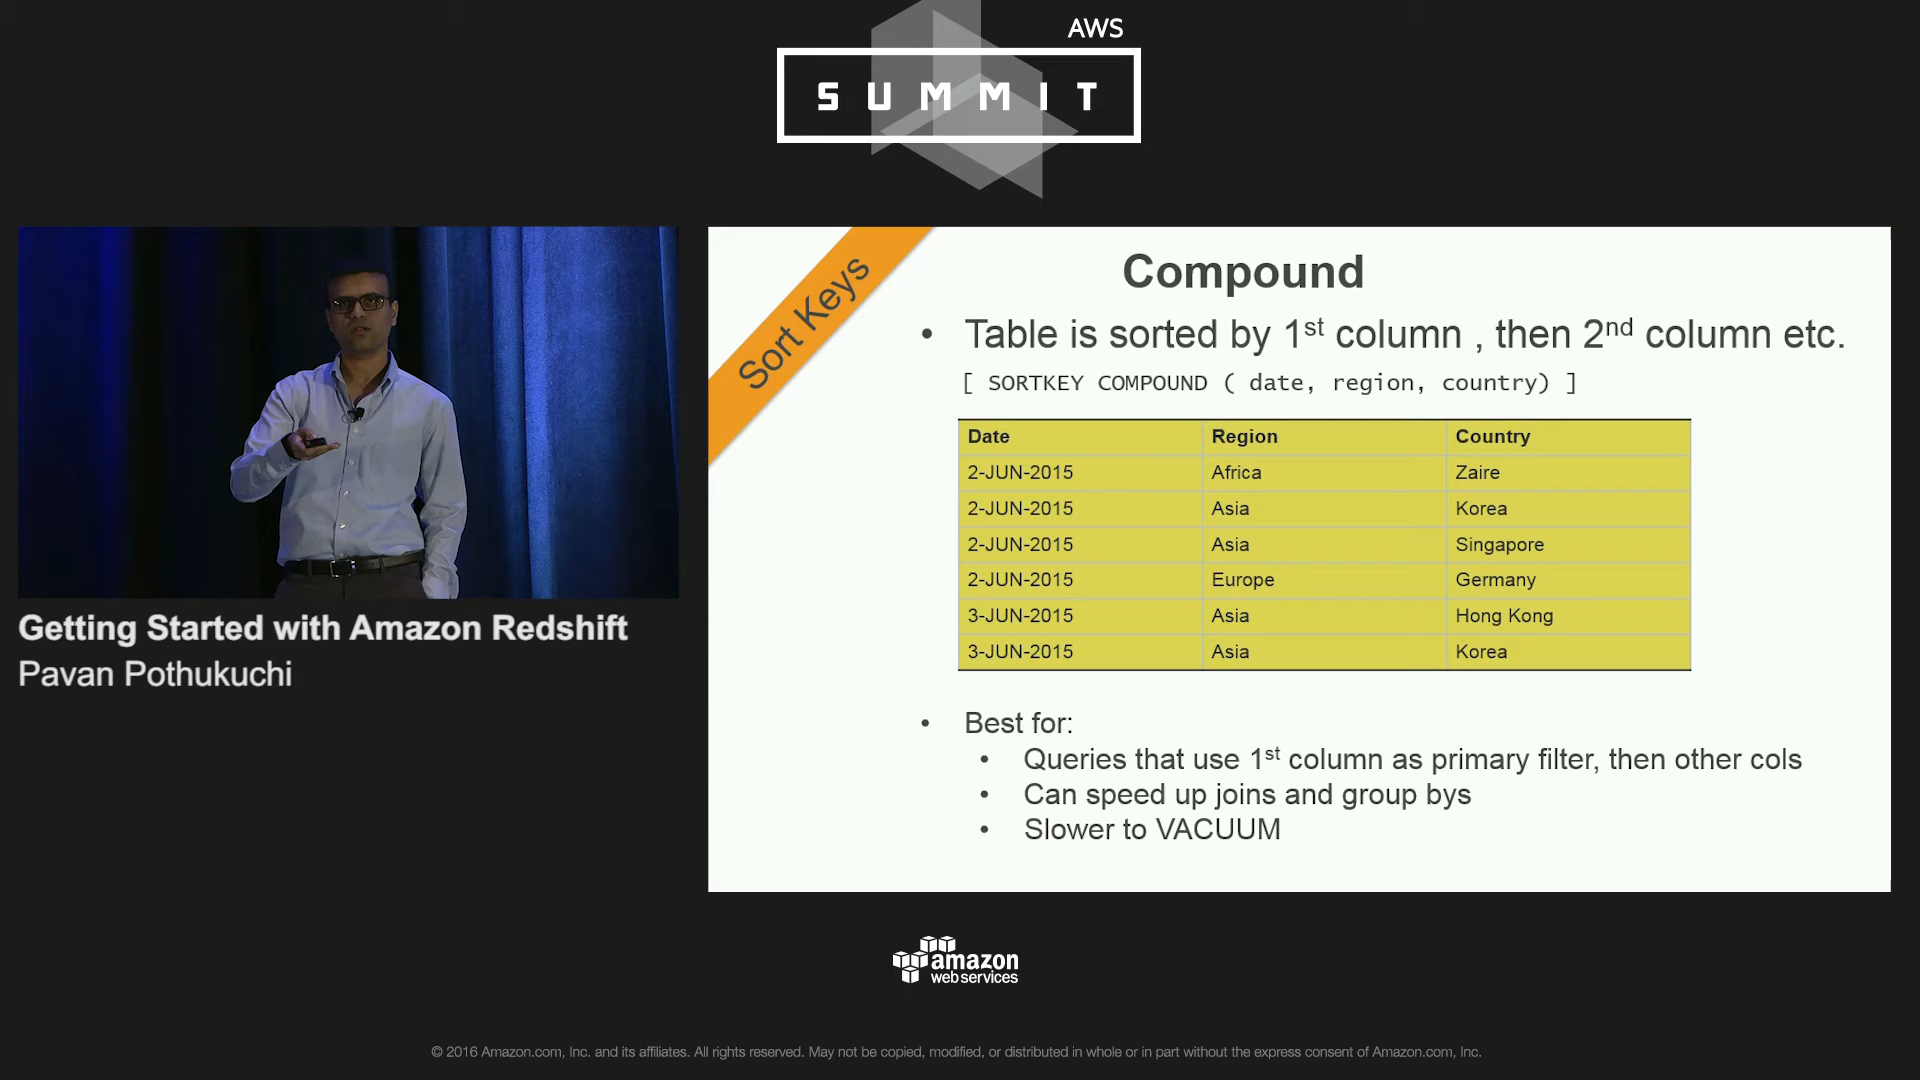 AWS
SUMMIT
Sort Keys
Compound
• Table is sorted by 1st column , then 2nd column etc.
[ SORTKEY COMPOUND ( date, region, country) ]
Date Region Country
2-JUN-2015 Africa Zaire
2-JUN-2015 Asia Korea
2-JUN-2015 Asia Singapore
2-JUN-2015 Europe Germany
3-JUN-2015 Asia Hong Kong
3-JUN-2015 Asia Korea
• Best for:
• Queries that use 1st column as primary filter, then other cols
• Can speed up joins and group bys
• Slower to VACUUM
Getting Started with Amazon Redshift
Pavan Pothukuchi
amazon
webservices
© 2016 Amazon.com, Inc. and its affiliates. All rights reserved. May not be copied, modified, or distributed in whole or in part without the express consent of Amazon.com, Inc.